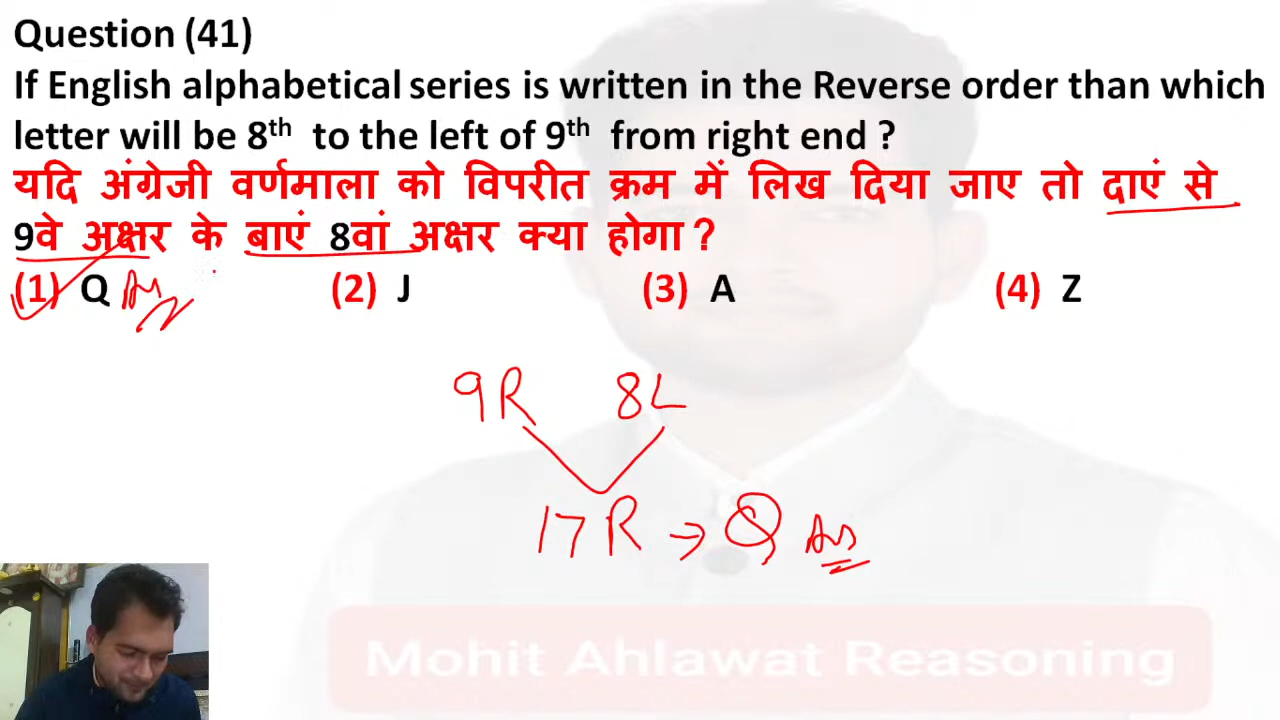 Question (41)
If English alphabetical series is written in the Reverse order than which
letter will be 8th to the left of 9th from right end ?
यदि अंग्रेजी वर्णमाला को विपरीत क्रम में लिख दिया जाए तो दाएं से
9वे अक्षर के बाएं 8वां अक्षर क्या होगा ?
(1) Q Ans (2) J (3) A (4) Z
9R 8L
17R → Q Ans
Mohit Ahlawat Reasoning